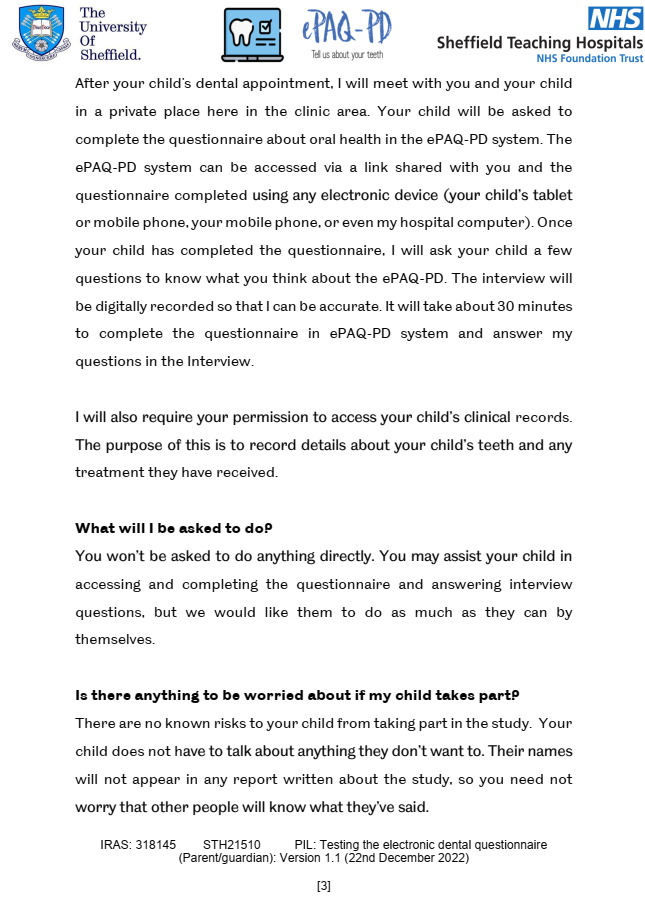 The
University
Of
Sheffield.
ePAQ-PD
Tell us about your teeth
NHS
Sheffield Teaching Hospitals
NHS Foundation Trust
After your child's dental appointment, I will meet with you and your child
in a private place here in the clinic area. Your child will be asked to
complete the questionnaire about oral health in the ePAQ-PD system. The
ePAQ-PD system can be accessed via a link shared with you and the
questionnaire completed using any electronic device (your child's tablet
or mobile phone, your mobile phone, or even my hospital computer). Once
your child has completed the questionnaire, I will ask your child a few
questions to know what you think about the ePAQ-PD. The interview will
be digitally recorded so that I can be accurate. It will take about 30 minutes
to complete the questionnaire in ePAQ-PD system and answer my
questions in the Interview.
I will also require your permission to access your child's clinical records.
The purpose of this is to record details about your child's teeth and any
treatment they have received.
What will I be asked to do?
You won't be asked to do anything directly. You may assist your child in
accessing and completing the questionnaire and answering interview
questions, but we would like them to do as much as they can by
themselves.
Is there anything to be worried about if my child takes part?
There are no known risks to your child from taking part in the study.  Your
child does not have to talk about anything they don't want to. Their names
will not appear in any report written about the study, so you need not
worry that other people will know what they've said.
IRAS: 318145 STH21510 PIL: Testing the electronic dental questionnaire
(Parent/guardian): Version 1.1 (22nd December 2022)
[3]